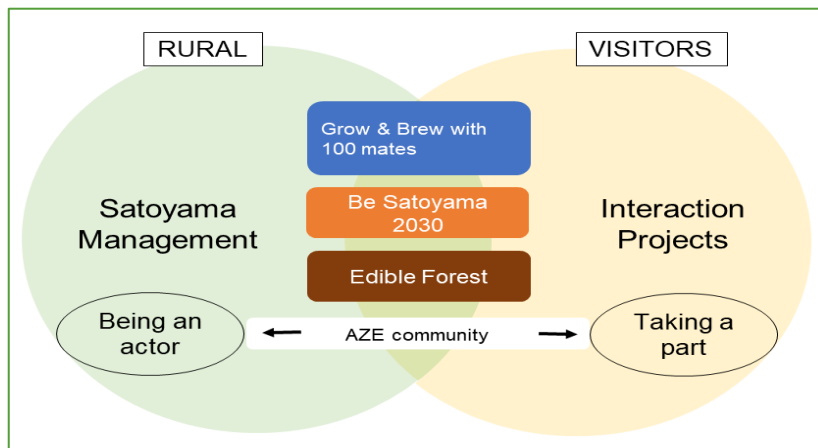 RURAL
VISITORS
Grow & Brew with
100 mates
Be Satoyama
2030
Edible Forest
Satoyama
Management
Interaction
Projects
Being an
actor
AZE community
Taking a
part